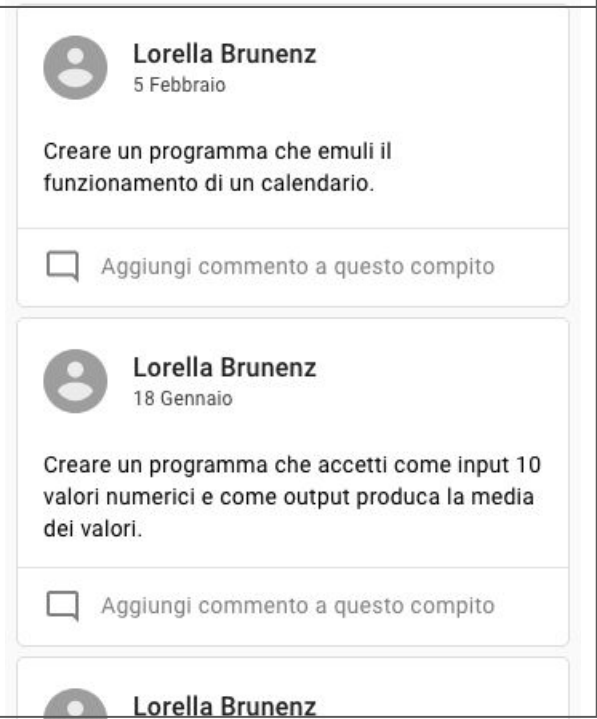 Lorella Brunenz
5 Febbraio
Creare un programma che emuli il
funzionamento di un calendario.
Aggiungi commento a questo compito
Lorella Brunenz
18 Gennaio
Creare un programma che accetti come input 10
valori numerici e come output produca la media
dei valori.
Aggiungi commento a questo compito
Lorella Brunenz